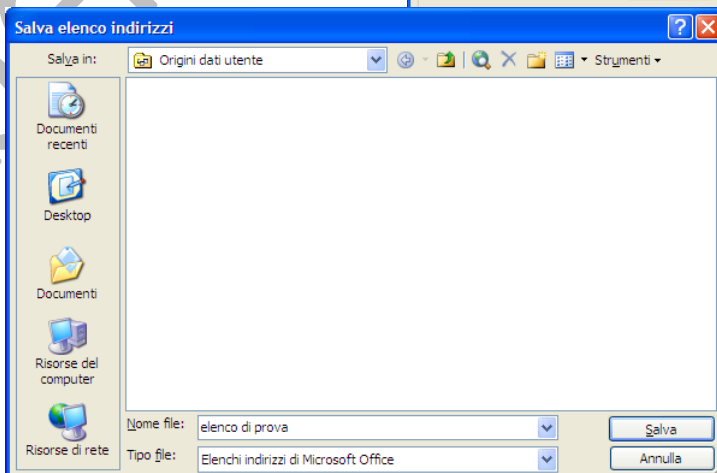 Salva elenco indirizzi
Salva in:
Origini dati utente
Strumenti
Documenti
recenti
Desktop
Documenti
Risorse del
computer
Risorse di rete
Nome file:
elenco di prova
Salva
Tipo file:
Elenchi indirizzi di Microsoft Office
Annulla